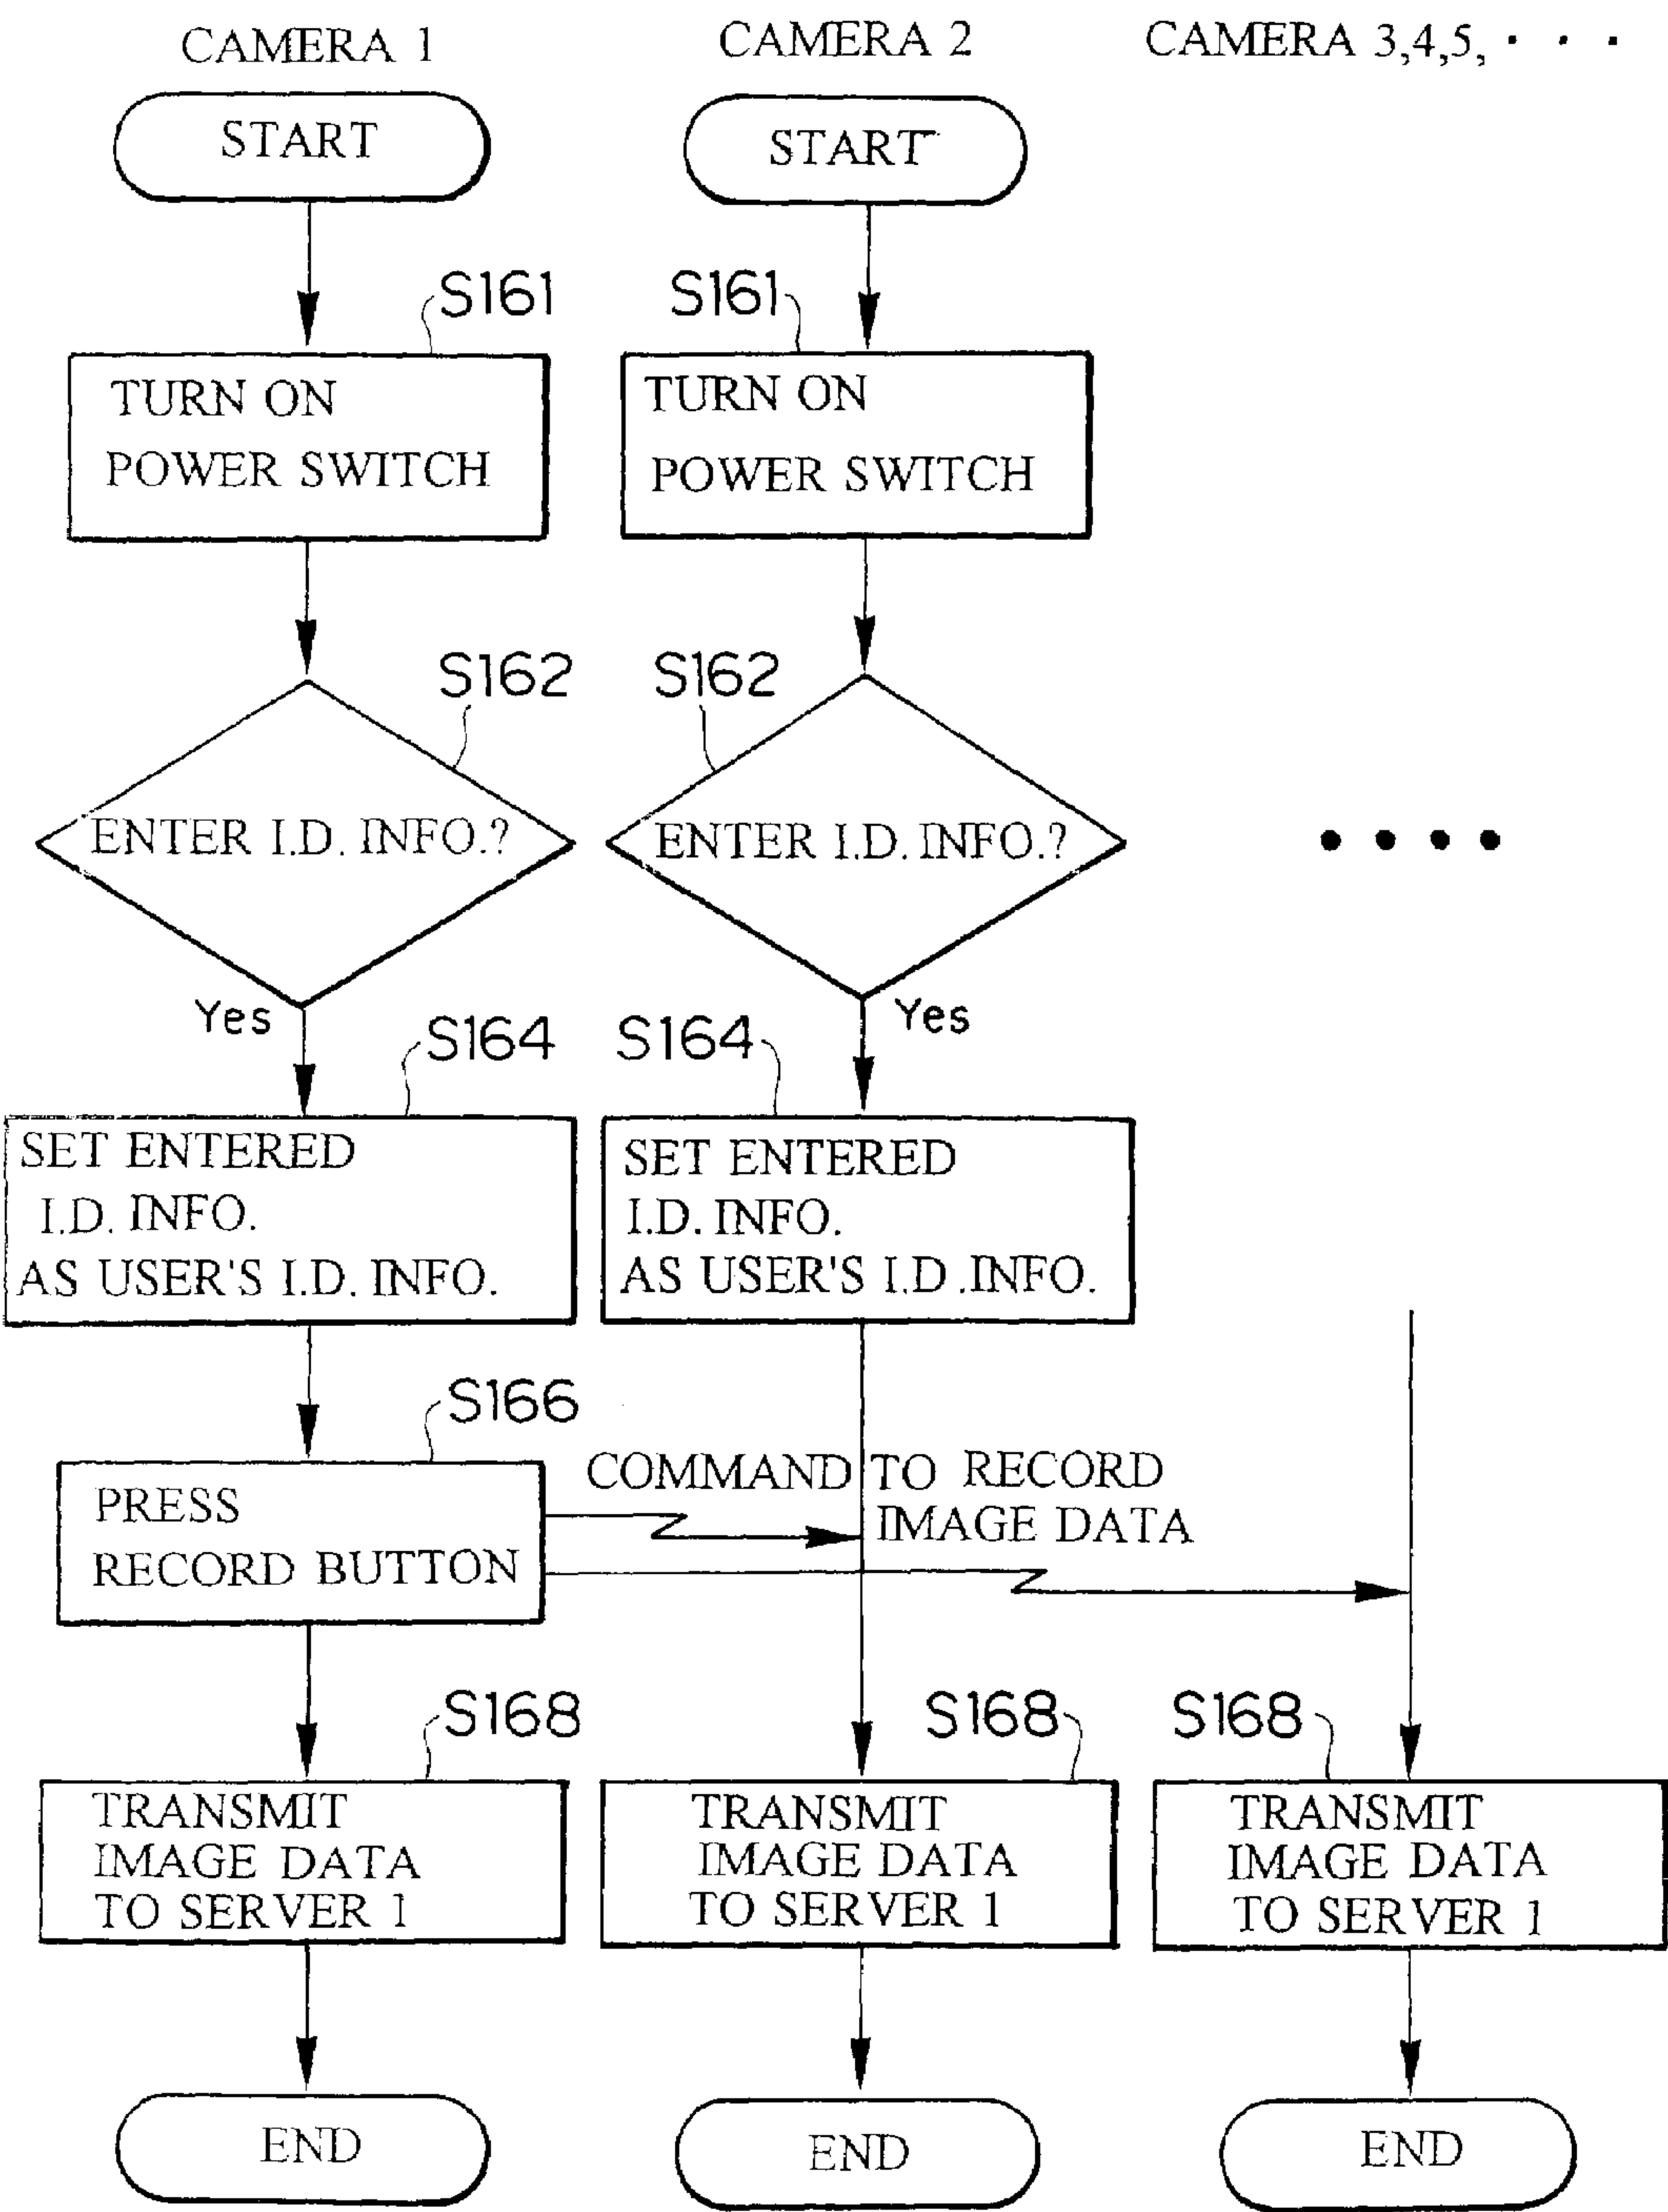 CAMERA 1
CAMERA 2
CAMERA 3,4,5, · · ·
START
START
S161
S161
TURN ON
POWER SWITCH
TURN ON
POWER SWITCH
S162
S162
ENTER I.D. INFO.?
ENTER I.D. INFO.?
Yes
Yes
S164
S164
SET ENTERED
I.D. INFO.
AS USER'S I.D. INFO.
SET ENTERED
I.D. INFO.
AS USER'S I.D .INFO.
S166
PRESS
RECORD BUTTON
COMMAND TO RECORD
IMAGE DATA
S168
S168
S168
TRANSMIT
IMAGE DATA
TO SERVER 1
TRANSMIT
IMAGE DATA
TO SERVER 1
TRANSMIT
IMAGE DATA
TO SERVER 1
END
END
END